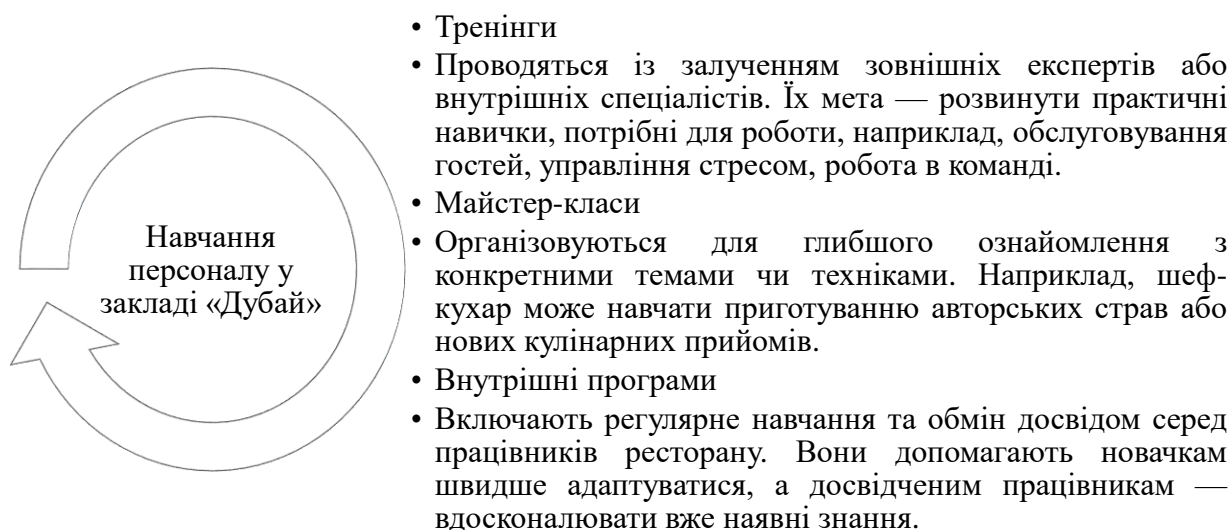 Навчання
персоналу у
закладі «Дубай»
• Тренінги
• Проводяться із залученням зовнішніх експертів або
внутрішніх спеціалістів. Їх мета — розвинути практичні
навички, потрібні для роботи, наприклад, обслуговування
гостей, управління стресом, робота в команді.
• Майстер-класи
• Організовуються для глибшого ознайомлення з
конкретними темами чи техніками. Наприклад, шеф-
кухар може навчати приготуванню авторських страв або
нових кулінарних прийомів.
• Внутрішні програми
• Включають регулярне навчання та обмін досвідом серед
працівників ресторану. Вони допомагають новачкам
швидше адаптуватися, а досвідченим працівникам —
вдосконалювати вже наявні знання.